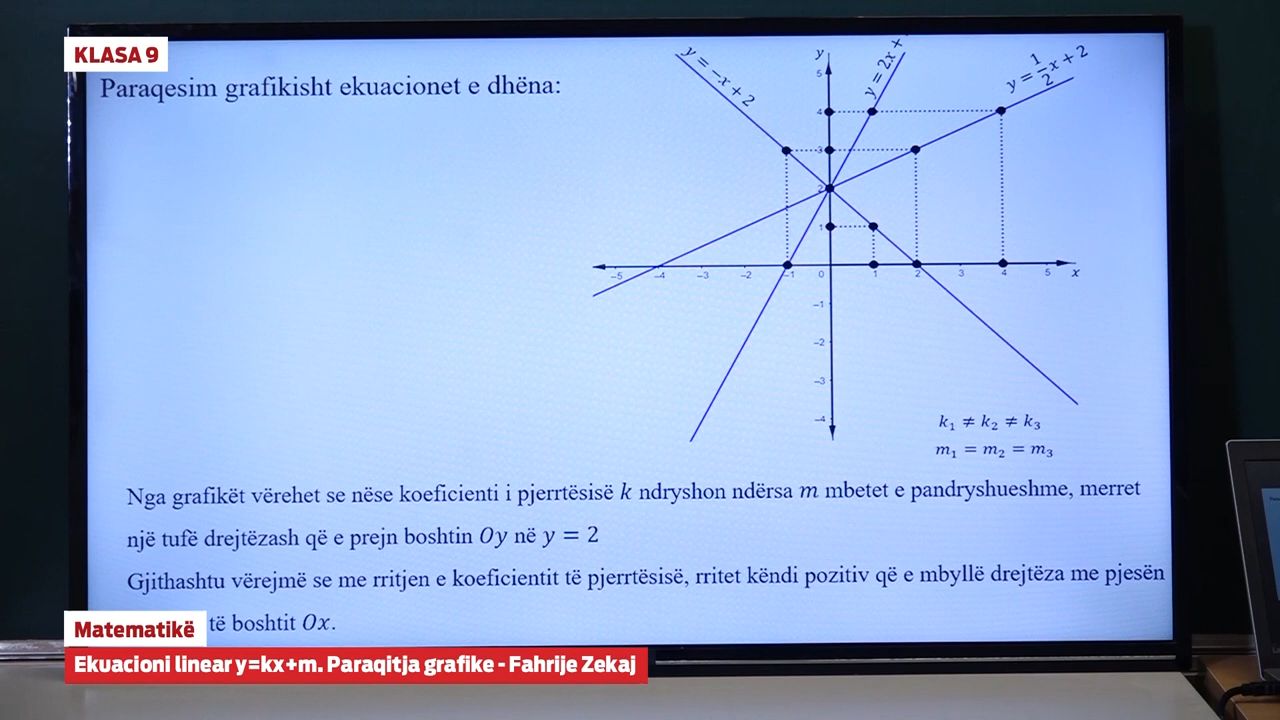 KLASA 9
Paraqesim grafikisht ekuacionet e dhëna:
y = −x + 2
y
y = 2x +
y = 1/2 x + 2
5
4
3
2
1
−5 −4 −3 −2 −1 0 1 2 3 4 5 x
−1
−2
−3
−4
k₁ ≠ k₂ ≠ k₃
m₁ = m₂ = m₃
Nga grafikët vërehet se nëse koeficienti i pjerrtësisë k ndryshon ndërsa m mbetet e pandryshueshme, merret
një tufë drejtëzash që e prejn boshtin Oy në y = 2
Gjithashtu vërejmë se me rritjen e koeficientit të pjerrtësisë, rritet këndi pozitiv që e mbyllë drejtëza me pjesën
të boshtit Ox.
Matematikë
Ekuacioni linear y=kx+m. Paraqitja grafike - Fahrije Zekaj